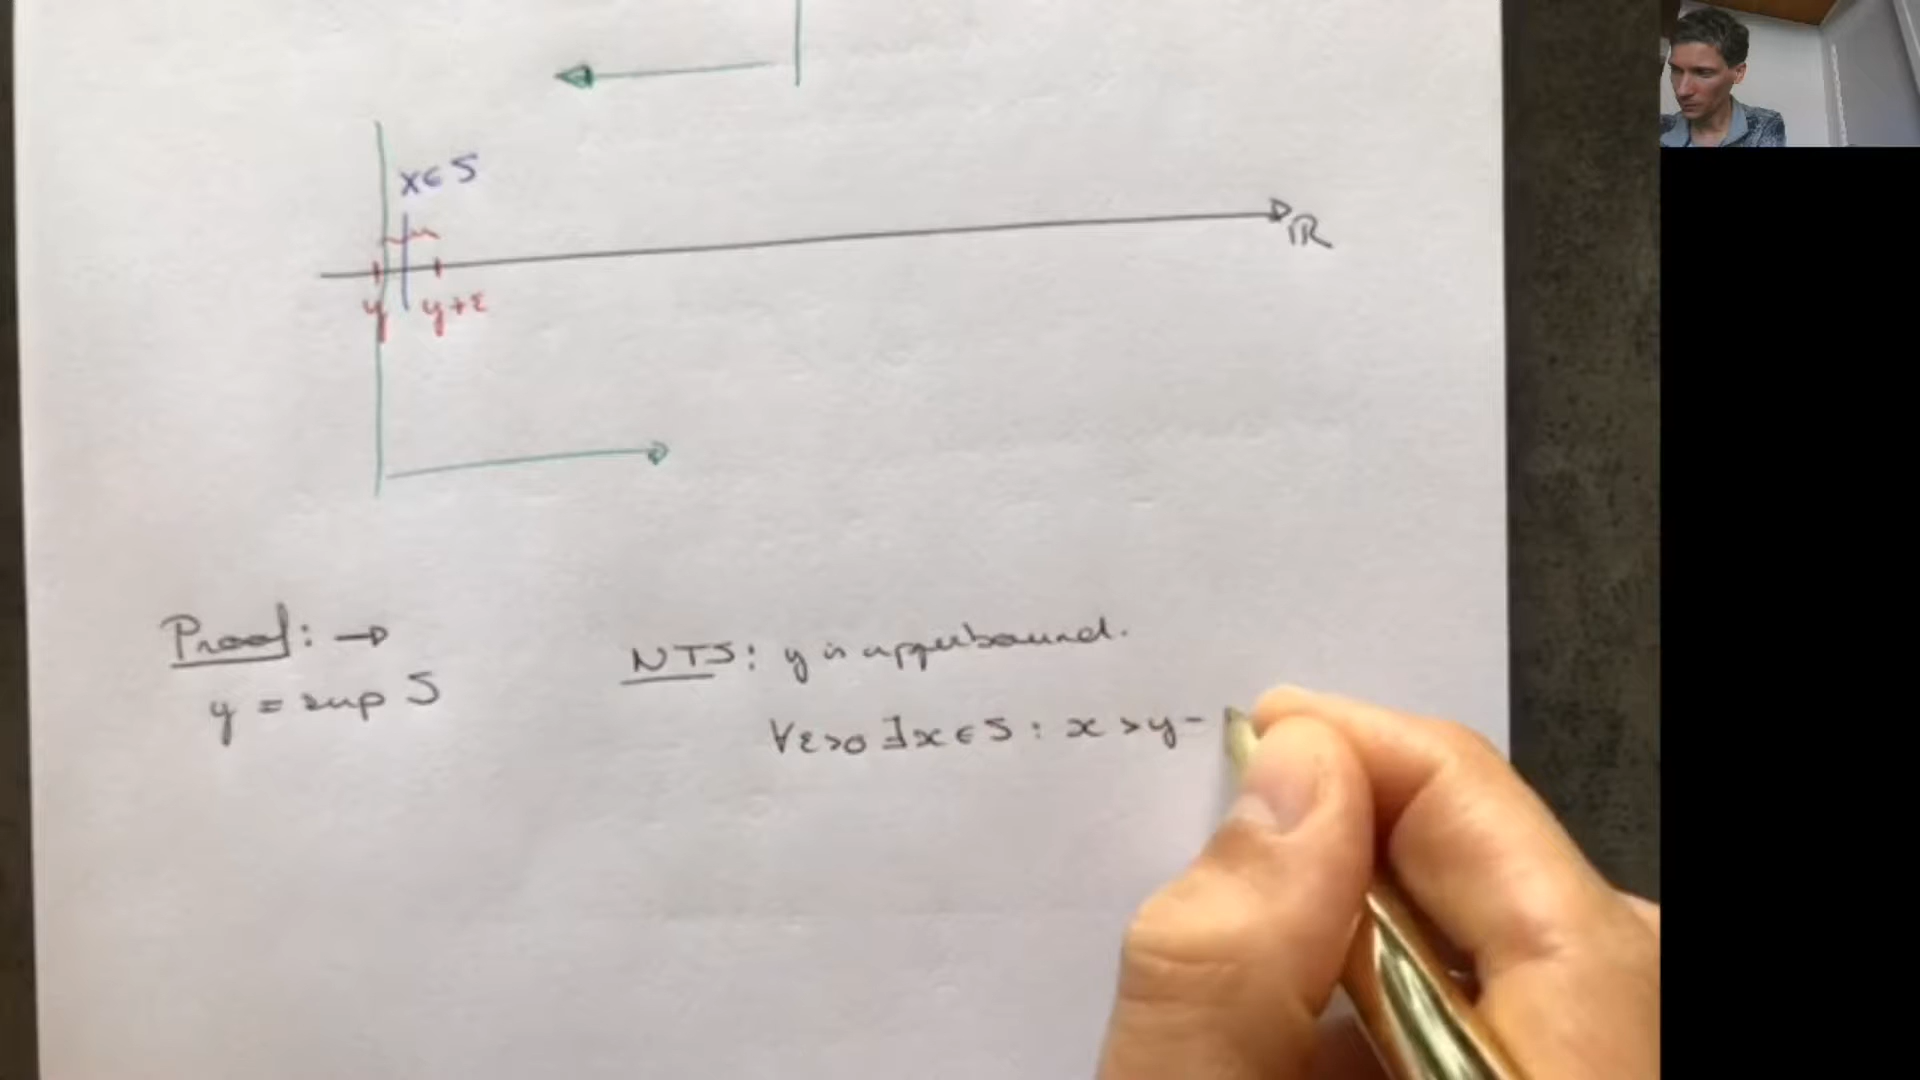 x∈S
ℝ
y y+ε
Proof: →
y = sup S
NTS: y is upperbound.
∀ε>0 ∃x∈S : x >y-